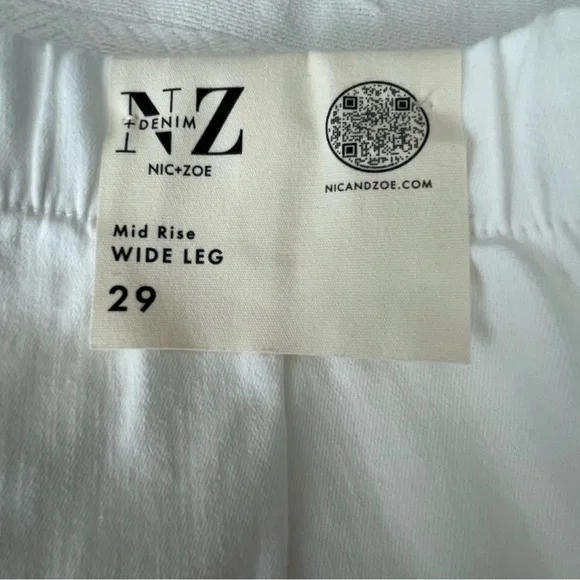 NZ
+DENIM
NIC+ZOE
NICANDZOE.COM
Mid Rise
WIDE LEG
29